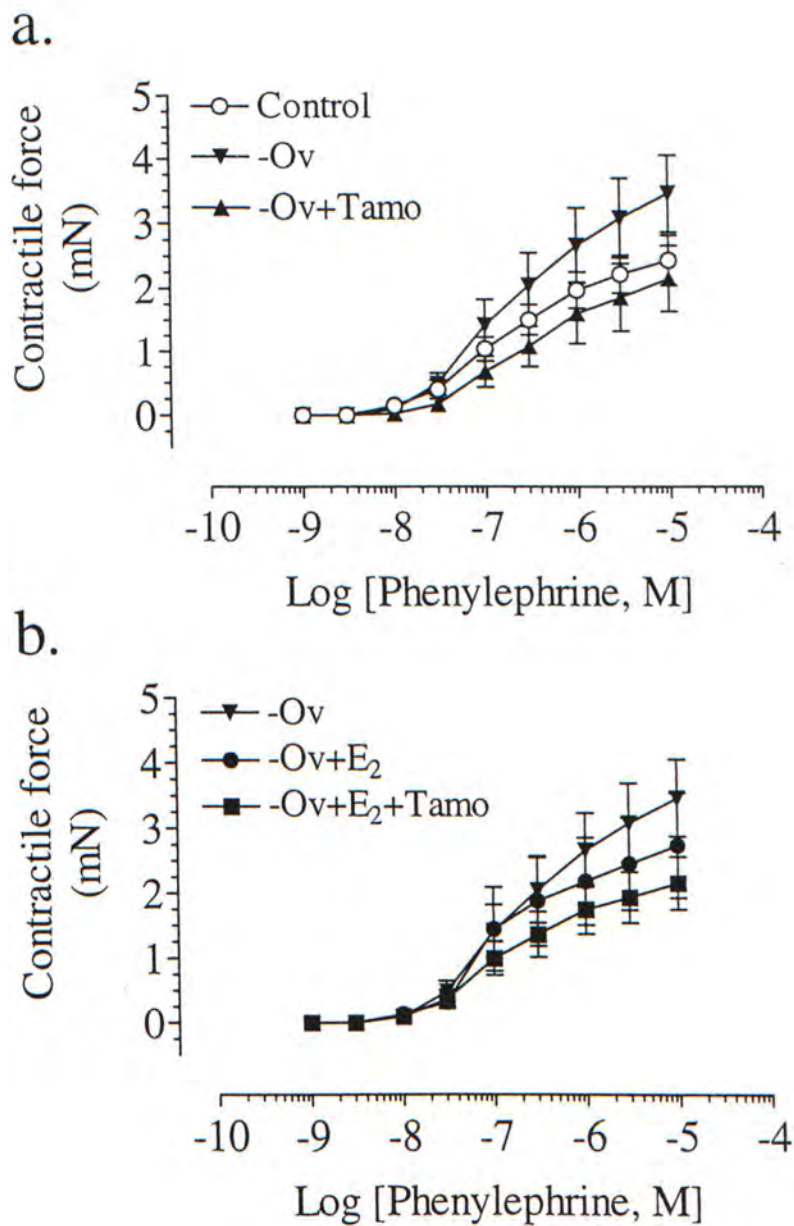 a.
Contractile force
(mN)
5
4
3
2
1
0
Control
-Ov
-Ov+Tamo
-10 -9 -8 -7 -6 -5 -4
Log [Phenylephrine, M]
b.
Contractile force
(mN)
5
4
3
2
1
0
-Ov
-Ov+E₂
-Ov+E₂+Tamo
-10 -9 -8 -7 -6 -5 -4
Log [Phenylephrine, M]